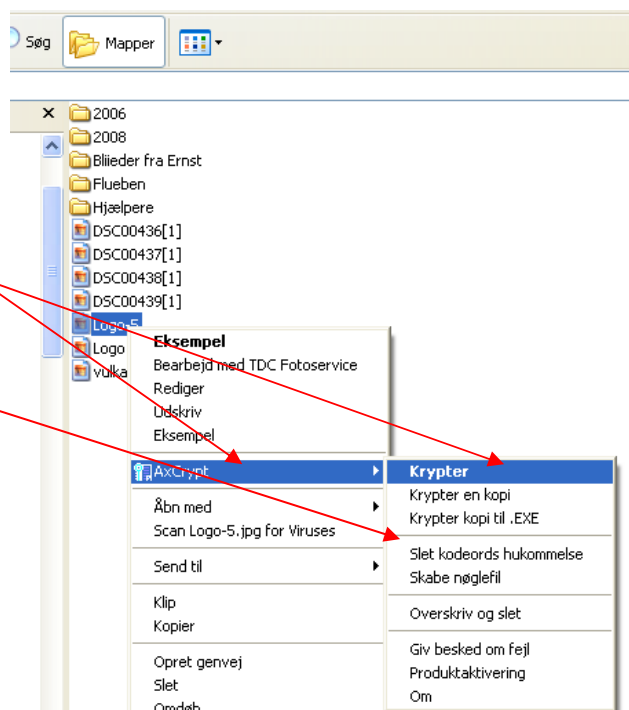 Søg
Mapper
2006
2008
Bliieder fra Ernst
Flueben
Hjælpere
DSC00436[1]
DSC00437[1]
DSC00438[1]
DSC00439[1]
Logo-5
Logo
vulka
Eksempel
Bearbejd med TDC Fotoservice
Rediger
Udskriv
Eksempel
AxCrypt
Åbn med
Scan Logo-5.jpg for Viruses
Send til
Klip
Kopier
Opret genvej
Slet
Omdøb
Krypter
Krypter en kopi
Krypter kopi til .EXE
Slet kodeords hukommelse
Skabe nøglefil
Overskriv og slet
Giv besked om fejl
Produktaktivering
Om